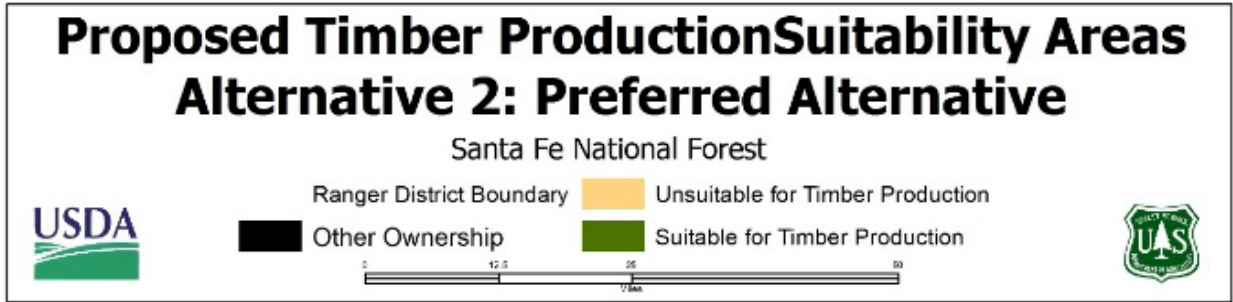 Proposed Timber ProductionSuitability Areas
Alternative 2: Preferred Alternative
Santa Fe National Forest
Ranger District Boundary
Unsuitable for Timber Production
Other Ownership
Suitable for Timber Production
0 12.5 25 50
Miles
USDA
U S